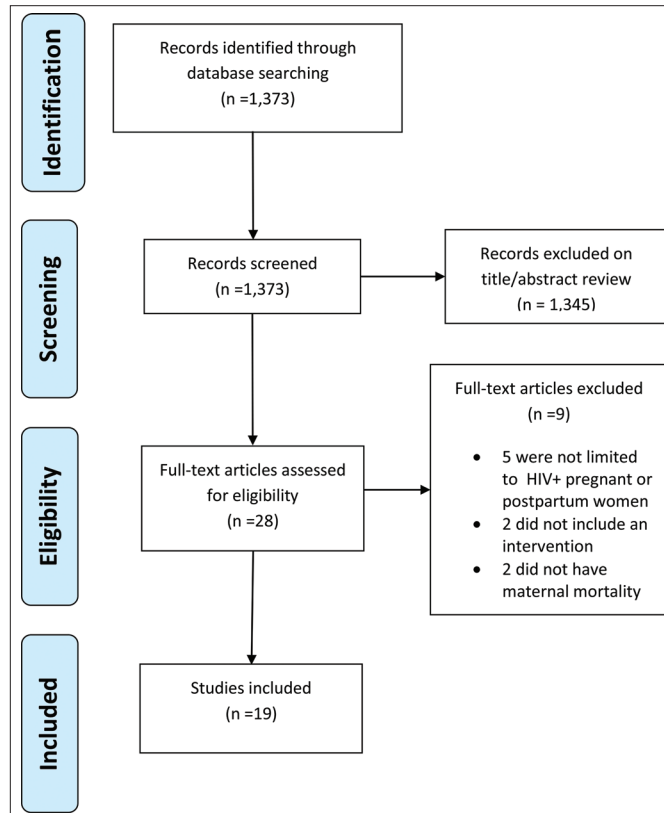 Identification
Records identified through
database searching
(n =1,373)
Screening
Records screened
(n =1,373)
Records excluded on
title/abstract review
(n = 1,345)
Eligibility
Full-text articles assessed
for eligibility
(n =28)
Full-text articles excluded
(n =9)
• 5 were not limited
to HIV+ pregnant or
postpartum women
• 2 did not include an
intervention
• 2 did not have
maternal mortality
Included
Studies included
(n =19)